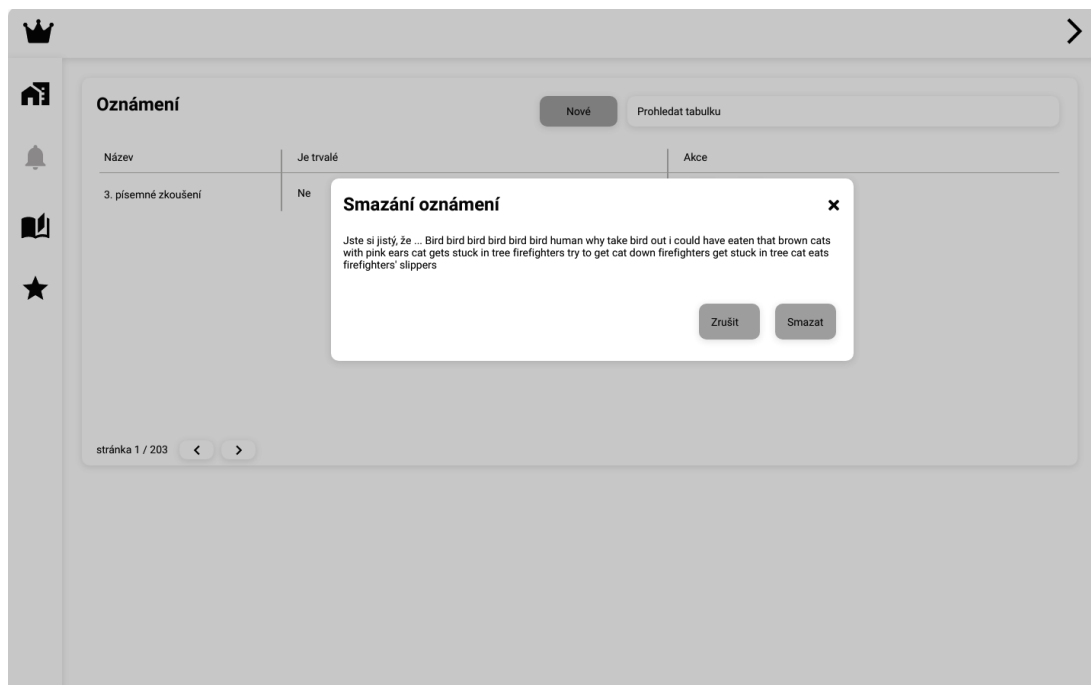 Oznámení
Nové
Prohledat tabulku
Název
Je trvalé
Akce
3. písemné zkoušení
Ne
Smazání oznámení
Jste si jistý, že ... Bird bird bird bird bird bird human why take bird out i could have eaten that brown cats
with pink ears cat gets stuck in tree firefighters try to get cat down firefighters get stuck in tree cat eats
firefighters' slippers
Zrušit
Smazat
stránka 1 / 203